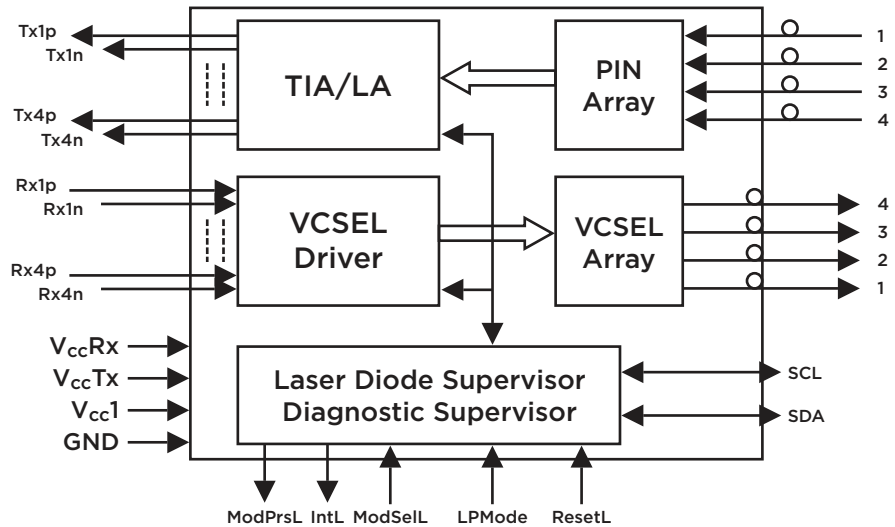 Tx1p
Tx1n
Tx4p
Tx4n
TIA/LA
PIN
Array
1
2
3
4
Rx1p
Rx1n
Rx4p
Rx4n
VCSEL
Driver
VCSEL
Array
4
3
2
1
VccRx
VccTx
Vcc1
GND
Laser Diode Supervisor
Diagnostic Supervisor
SCL
SDA
ModPrsL IntL ModSelL LPMode ResetL